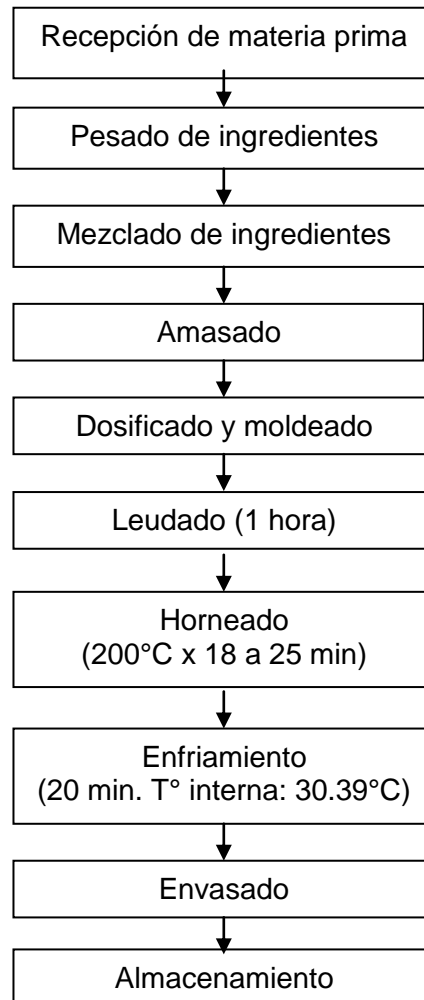 Recepción de materia prima
Pesado de ingredientes
Mezclado de ingredientes
Amasado
Dosificado y moldeado
Leudado (1 hora)
Horneado
(200°C x 18 a 25 min)
Enfriamiento
(20 min. T° interna: 30.39°C)
Envasado
Almacenamiento